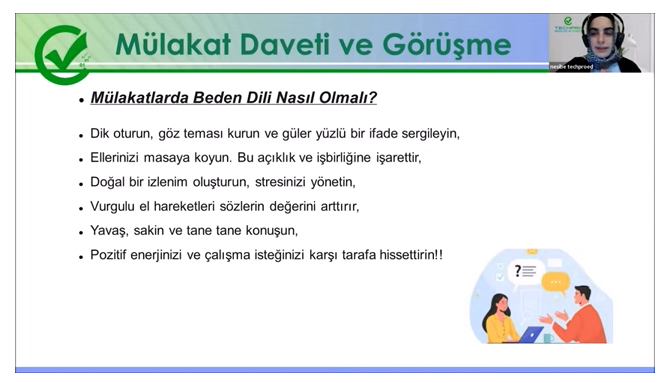 Mülakat Daveti ve Görüşme
TECHPROED
nesibe techproed
Mülakatlarda Beden Dili Nasıl Olmalı?
Dik oturun, göz teması kurun ve güler yüzlü bir ifade sergileyin,
Ellerinizi masaya koyun. Bu açıklık ve işbirliğine işarettir,
Doğal bir izlenim oluşturun, stresinizi yönetin,
Vurgulu el hareketleri sözlerin değerini arttırır,
Yavaş, sakin ve tane tane konuşun,
Pozitif enerjinizi ve çalışma isteğinizi karşı tarafa hissettirin!!
?